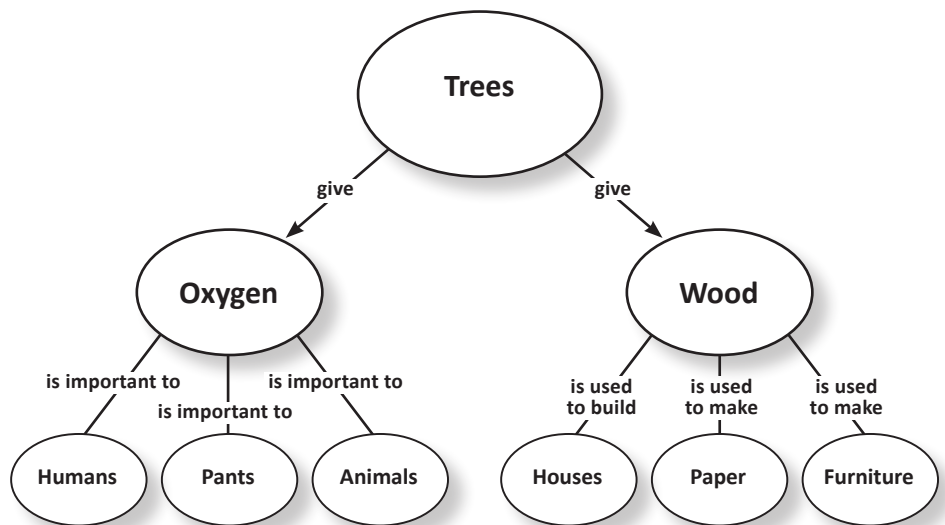 Trees
give
give
Oxygen
Wood
is important to
is important to
is important to
is used
to build
is used
to make
is used
to make
Humans
Pants
Animals
Houses
Paper
Furniture